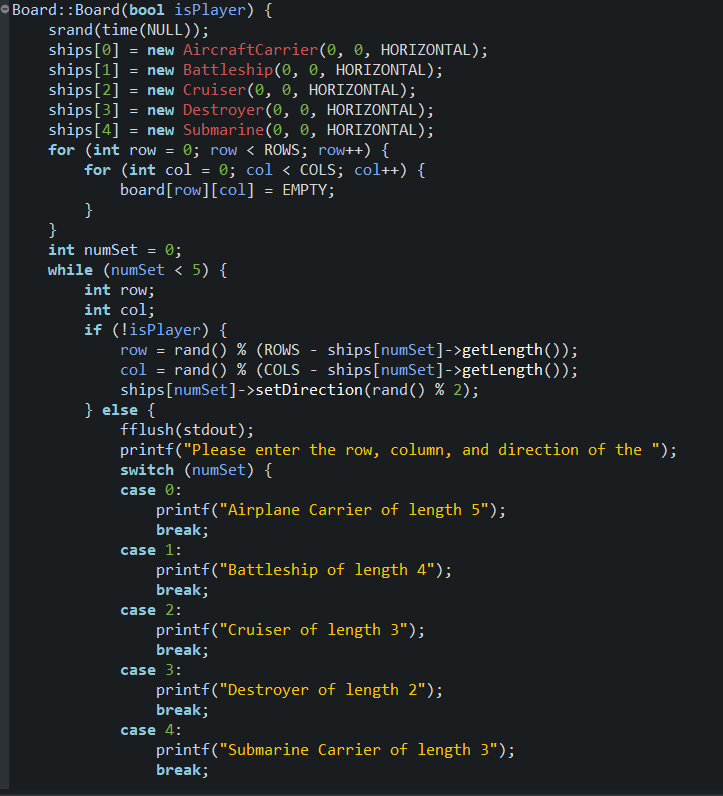 Board::Board(bool isPlayer) {
    srand(time(NULL));
    ships[0] = new AircraftCarrier(0, 0, HORIZONTAL);
    ships[1] = new Battleship(0, 0, HORIZONTAL);
    ships[2] = new Cruiser(0, 0, HORIZONTAL);
    ships[3] = new Destroyer(0, 0, HORIZONTAL);
    ships[4] = new Submarine(0, 0, HORIZONTAL);
    for (int row = 0; row < ROWS; row++) {
        for (int col = 0; col < COLS; col++) {
            board[row][col] = EMPTY;
        }
    }
    int numSet = 0;
    while (numSet < 5) {
        int row;
        int col;
        if (!isPlayer) {
            row = rand() % (ROWS - ships[numSet]->getLength());
            col = rand() % (COLS - ships[numSet]->getLength());
            ships[numSet]->setDirection(rand() % 2);
        } else {
            fflush(stdout);
            printf("Please enter the row, column, and direction of the ");
            switch (numSet) {
            case 0:
                printf("Airplane Carrier of length 5");
                break;
            case 1:
                printf("Battleship of length 4");
                break;
            case 2:
                printf("Cruiser of length 3");
                break;
            case 3:
                printf("Destroyer of length 2");
                break;
            case 4:
                printf("Submarine Carrier of length 3");
                break;